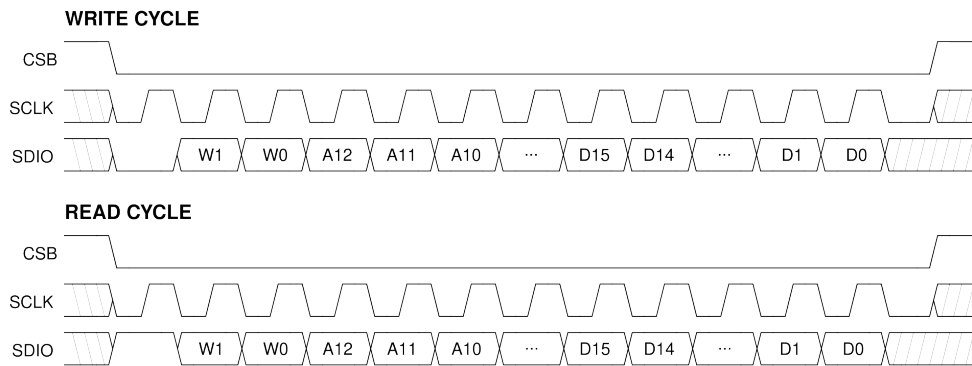 WRITE CYCLE
CSB
SCLK
SDIO W1 W0 A12 A11 A10 ... D15 D14 ... D1 D0
READ CYCLE
CSB
SCLK
SDIO W1 W0 A12 A11 A10 ... D15 D14 ... D1 D0